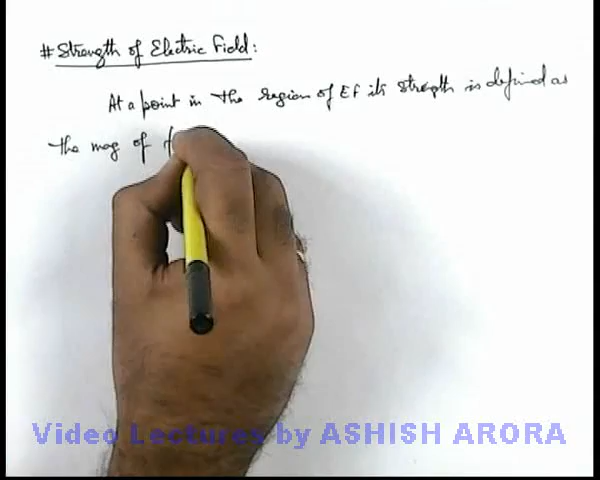 # Strength of Electric Field:
At a point in the region of EF its strength is defined as
the mag of f
Video Lectures by ASHISH ARORA